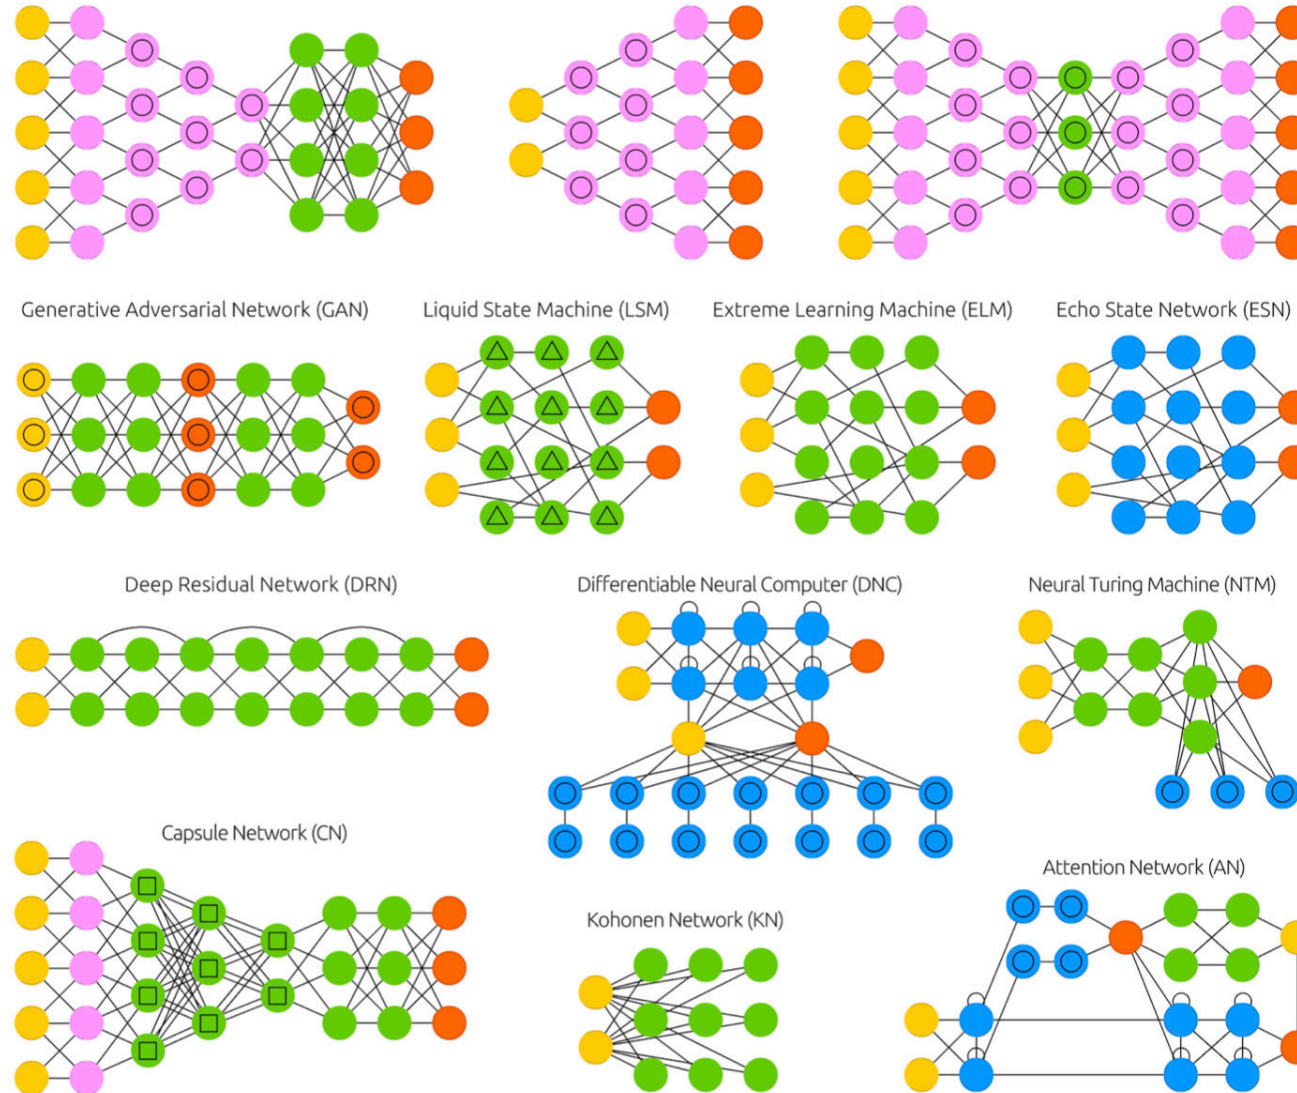 Generative Adversarial Network (GAN)
Liquid State Machine (LSM)
Extreme Learning Machine (ELM)
Echo State Network (ESN)
Deep Residual Network (DRN)
Differentiable Neural Computer (DNC)
Neural Turing Machine (NTM)
Capsule Network (CN)
Kohonen Network (KN)
Attention Network (AN)